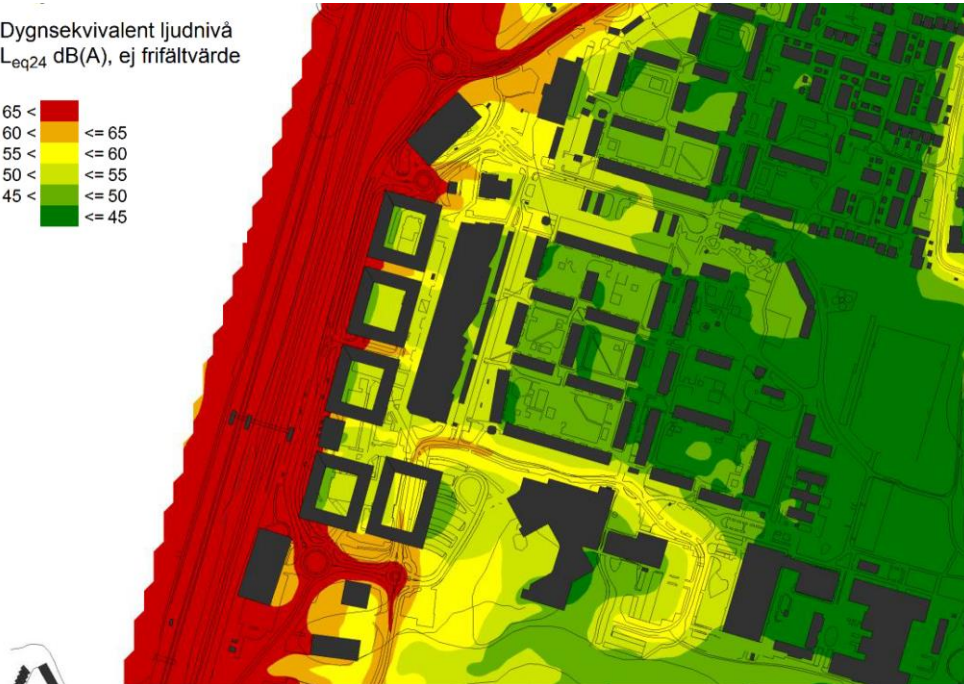 Dygnsekvivalent ljudnivå
Leq24 dB(A), ej frifältvärde
65 <
60 < <= 65
55 < <= 60
50 < <= 55
45 < <= 50
<= 45